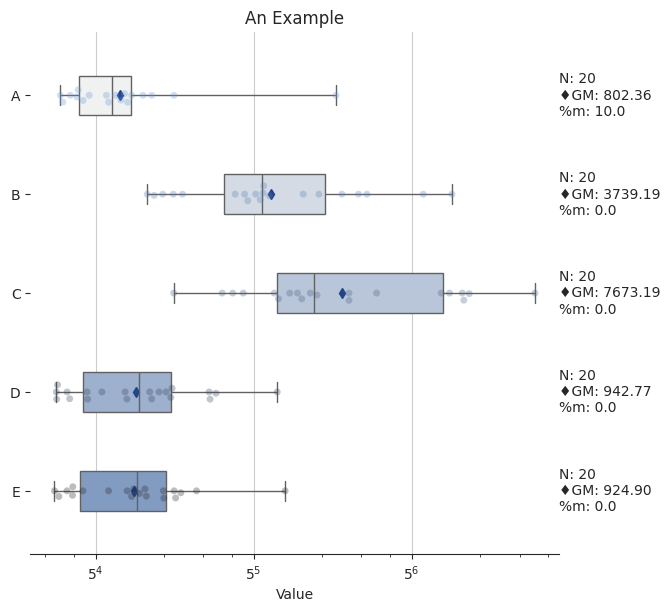 An Example
A
N: 20
♦GM: 802.36
%m: 10.0
B
N: 20
♦GM: 3739.19
%m: 0.0
C
N: 20
♦GM: 7673.19
%m: 0.0
D
N: 20
♦GM: 942.77
%m: 0.0
E
N: 20
♦GM: 924.90
%m: 0.0
5⁴ 5⁵ 5⁶
Value